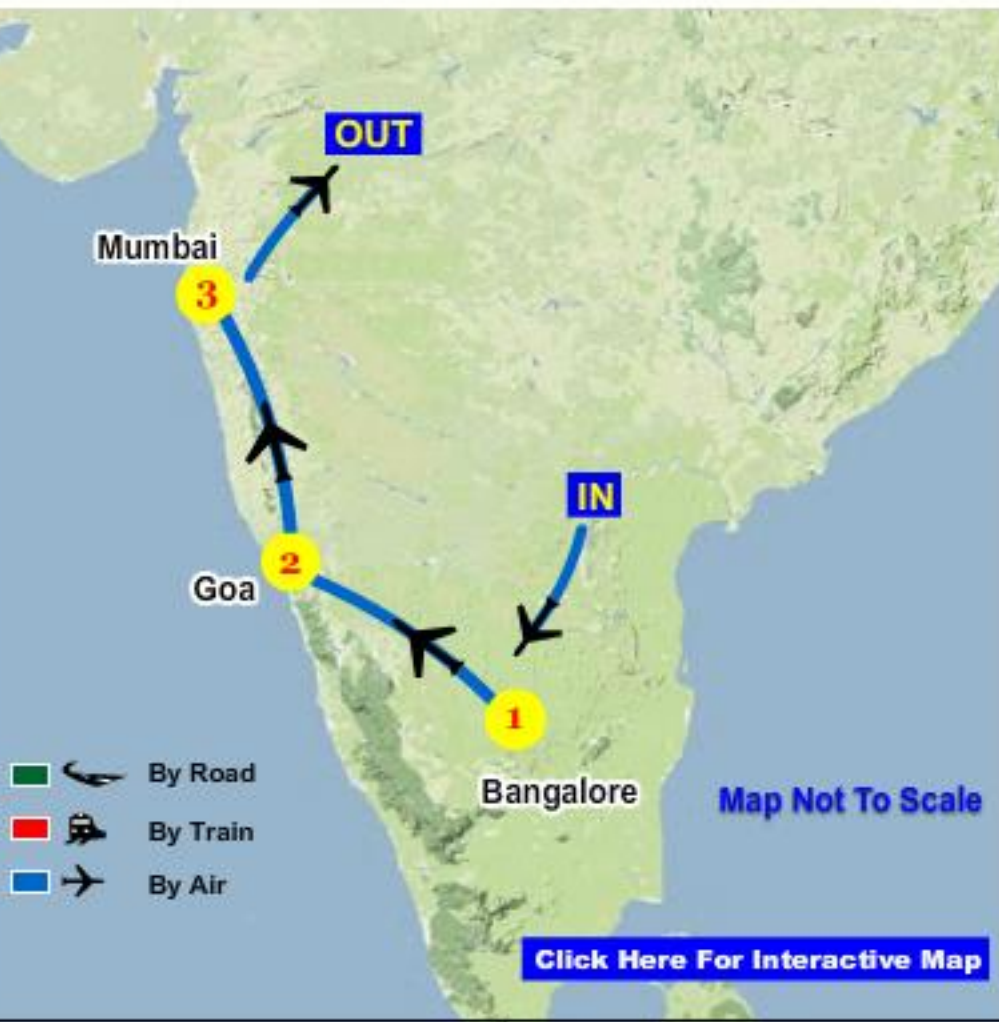 OUT
Mumbai
3
IN
2
Goa
1
By Road
Bangalore
Map Not To Scale
By Train
By Air
Click Here For Interactive Map